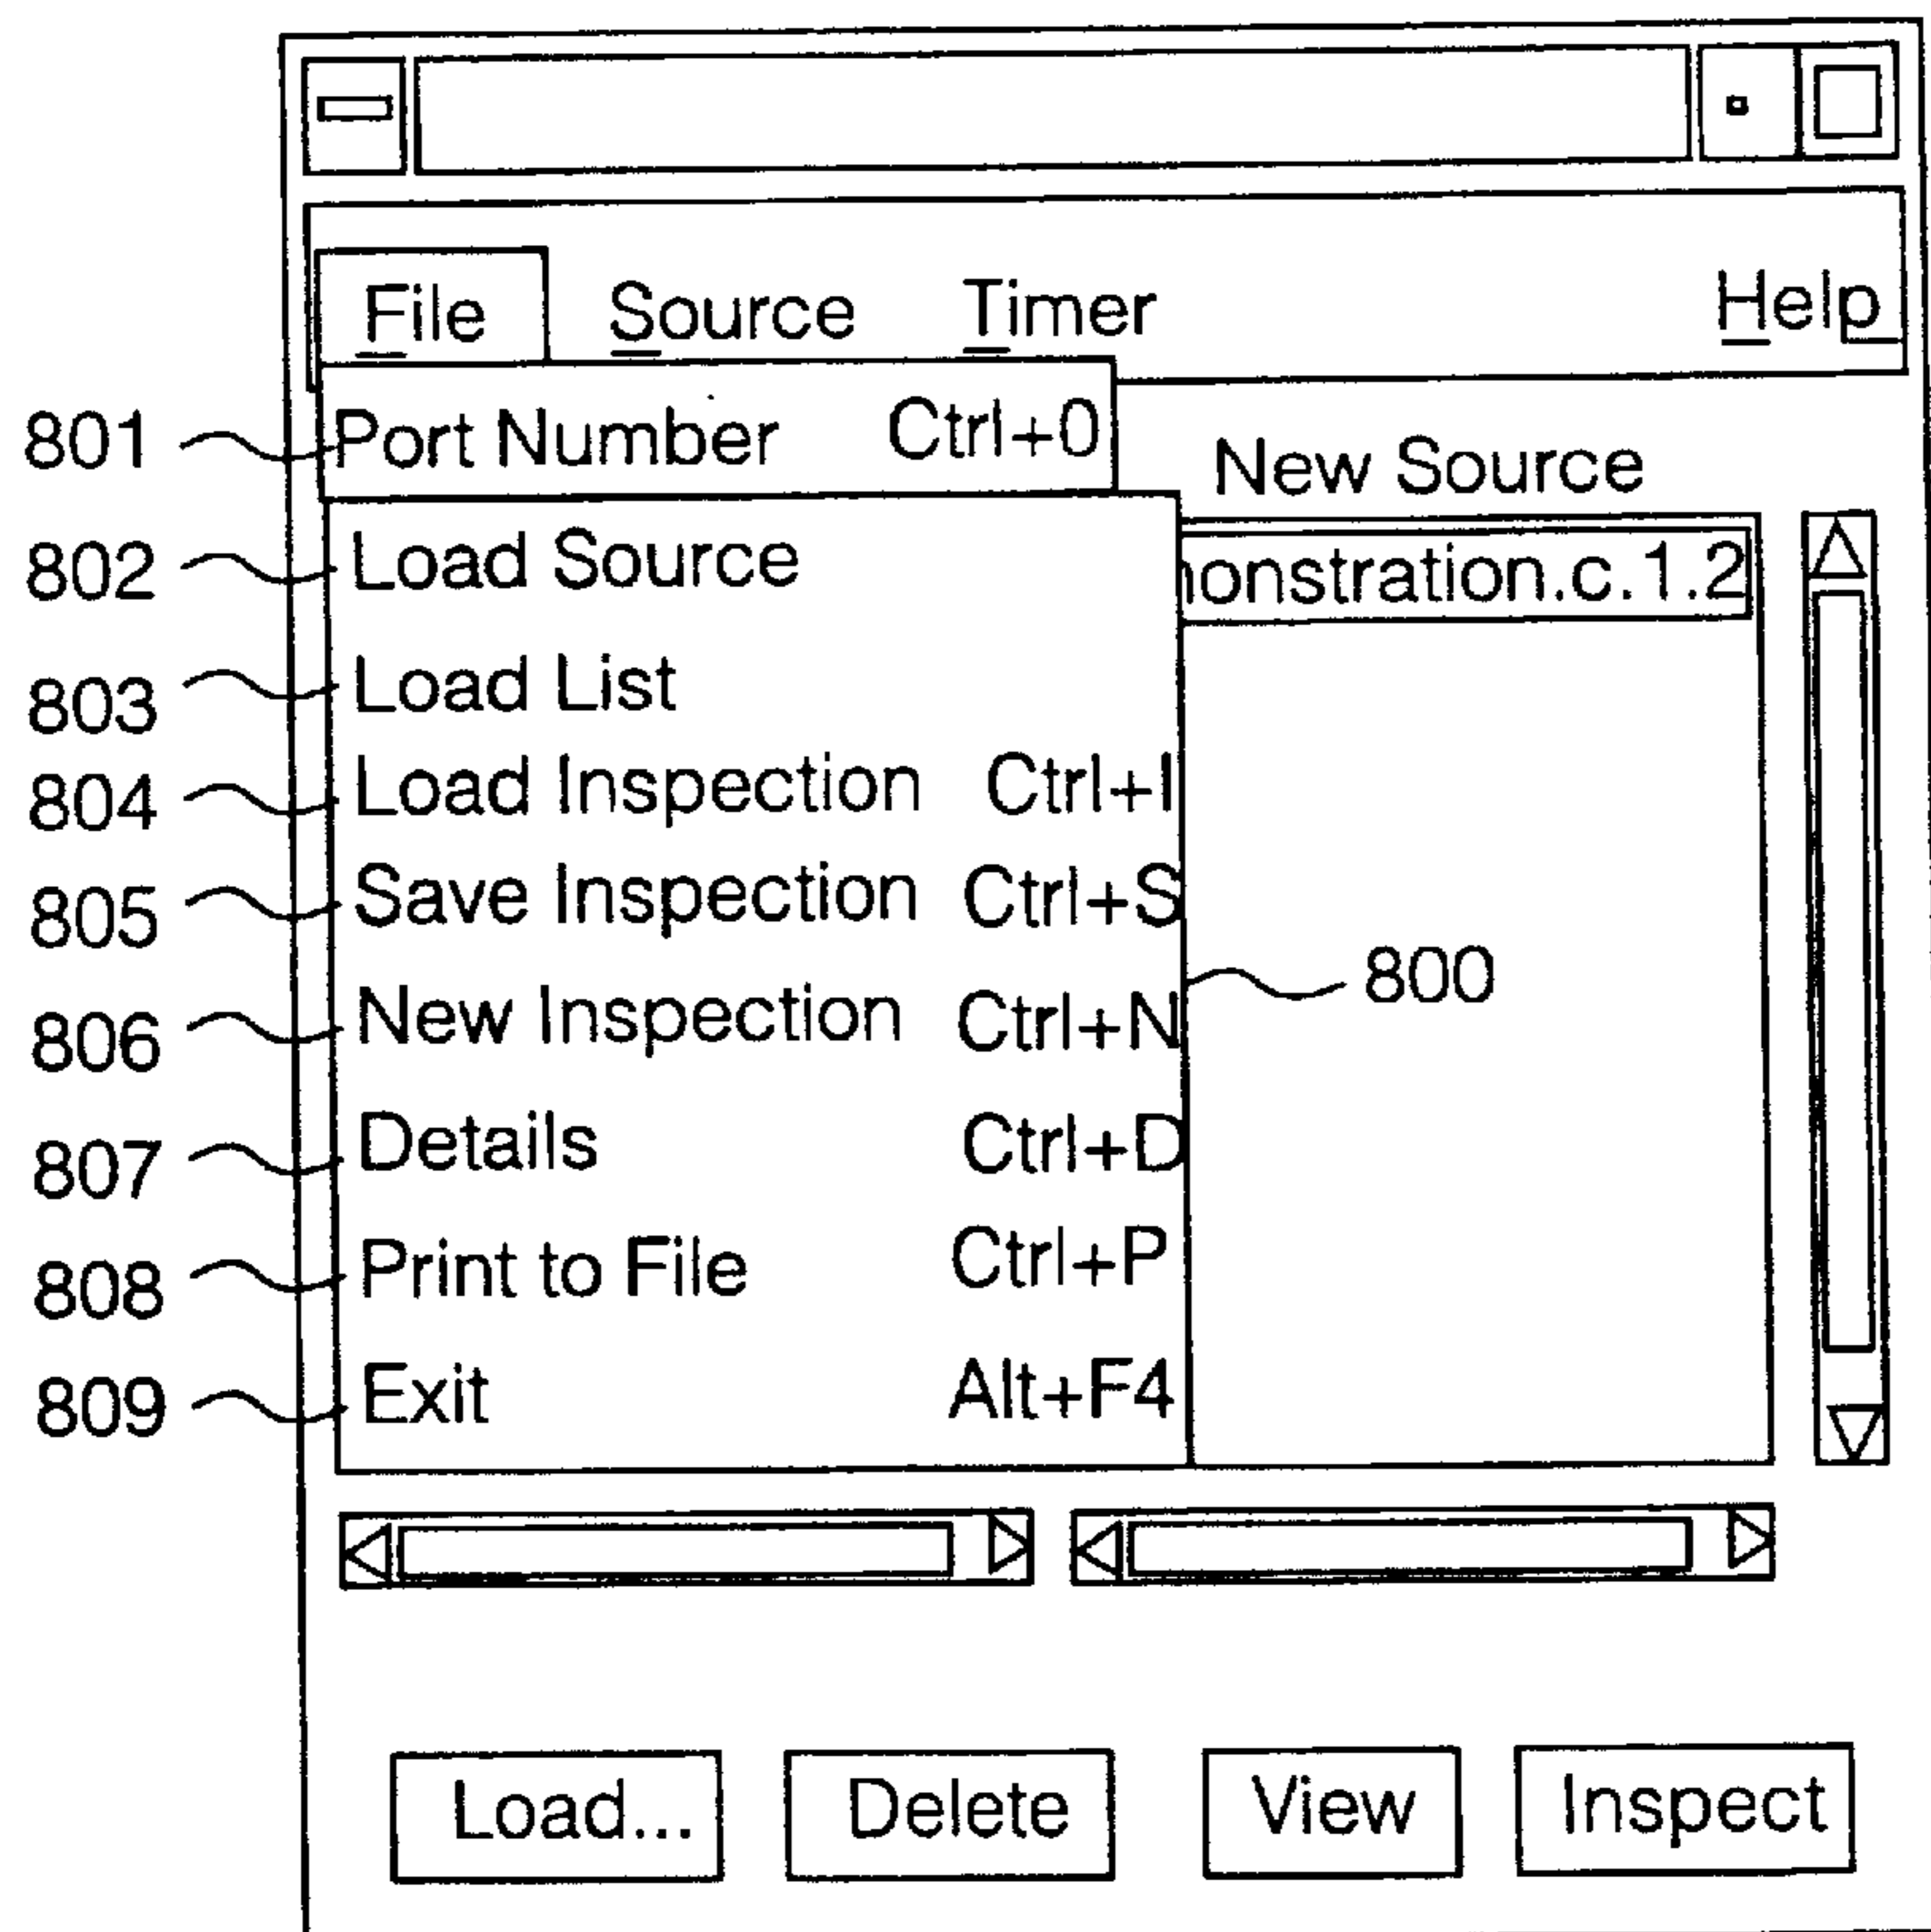 File Source Timer Help
801 Port Number Ctrl+0
New Source
802 Load Source
onstration.c.1.2
803 Load List
804 Load Inspection Ctrl+I
805 Save Inspection Ctrl+S
800
806 New Inspection Ctrl+N
807 Details Ctrl+D
808 Print to File Ctrl+P
809 Exit Alt+F4
Load... Delete View Inspect